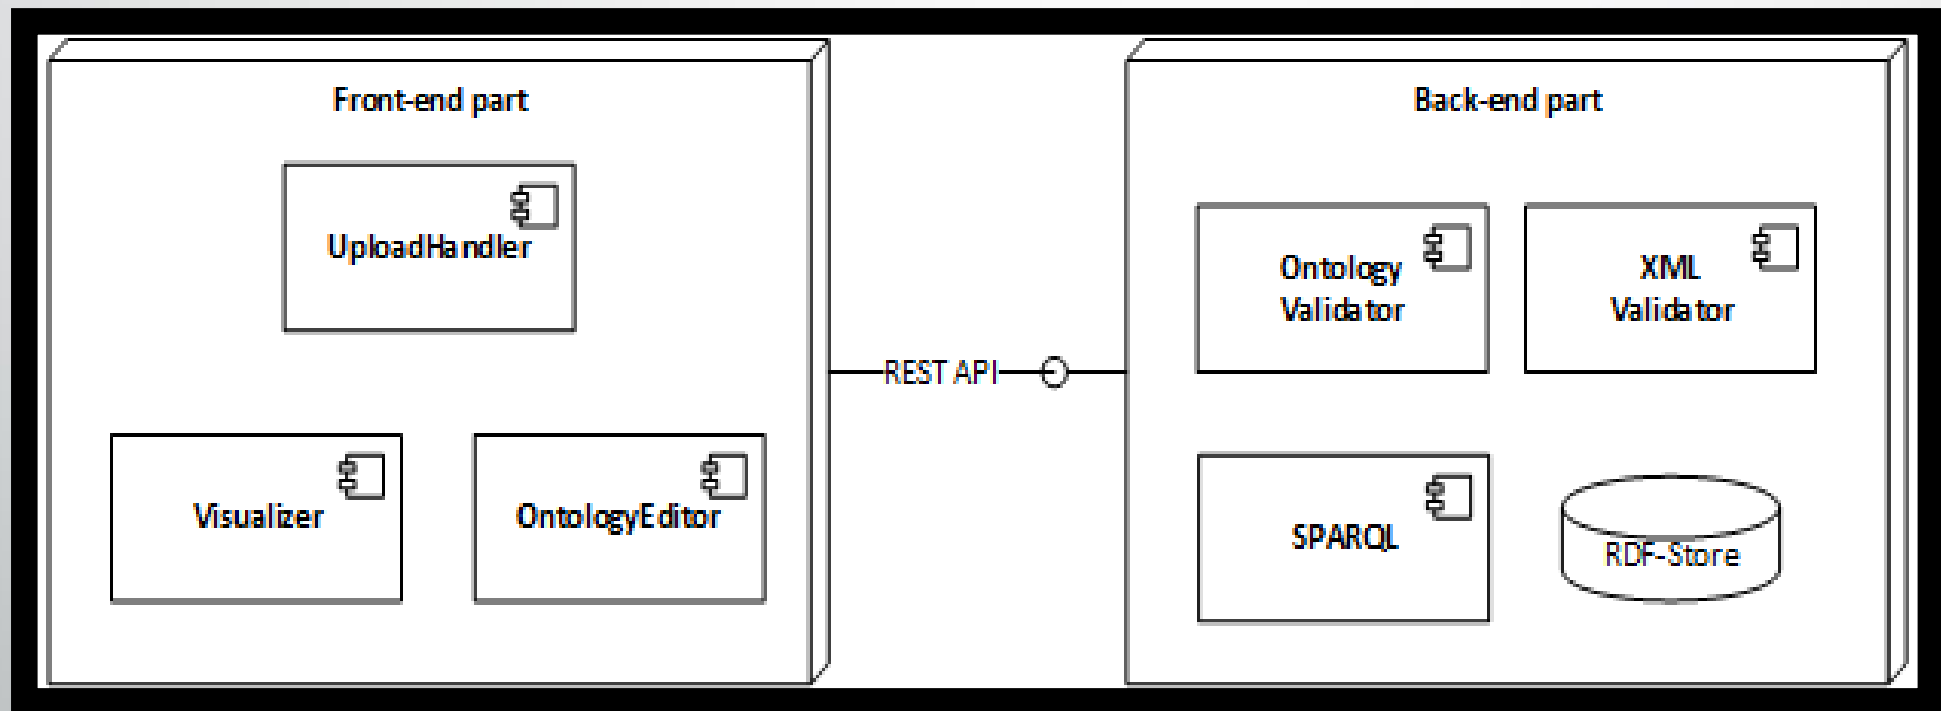 Front-end part
UploadHandler
Visualizer
OntologyEditor
REST API
Back-end part
Ontology
Validator
XML
Validator
SPARQL
RDF-Store